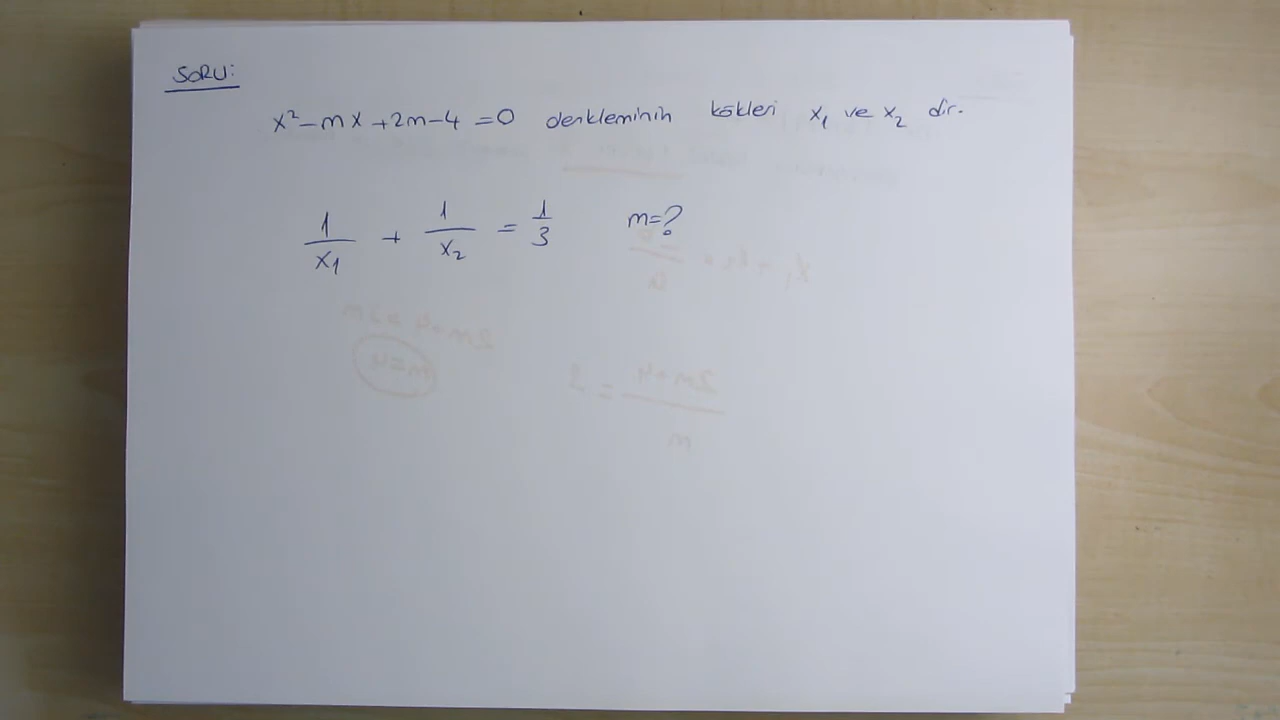 SORU:
x² - mx + 2m - 4 = 0 denkleminin kökleri x₁ ve x₂ dir.
1/x₁ + 1/x₂ = 1/3 m=?